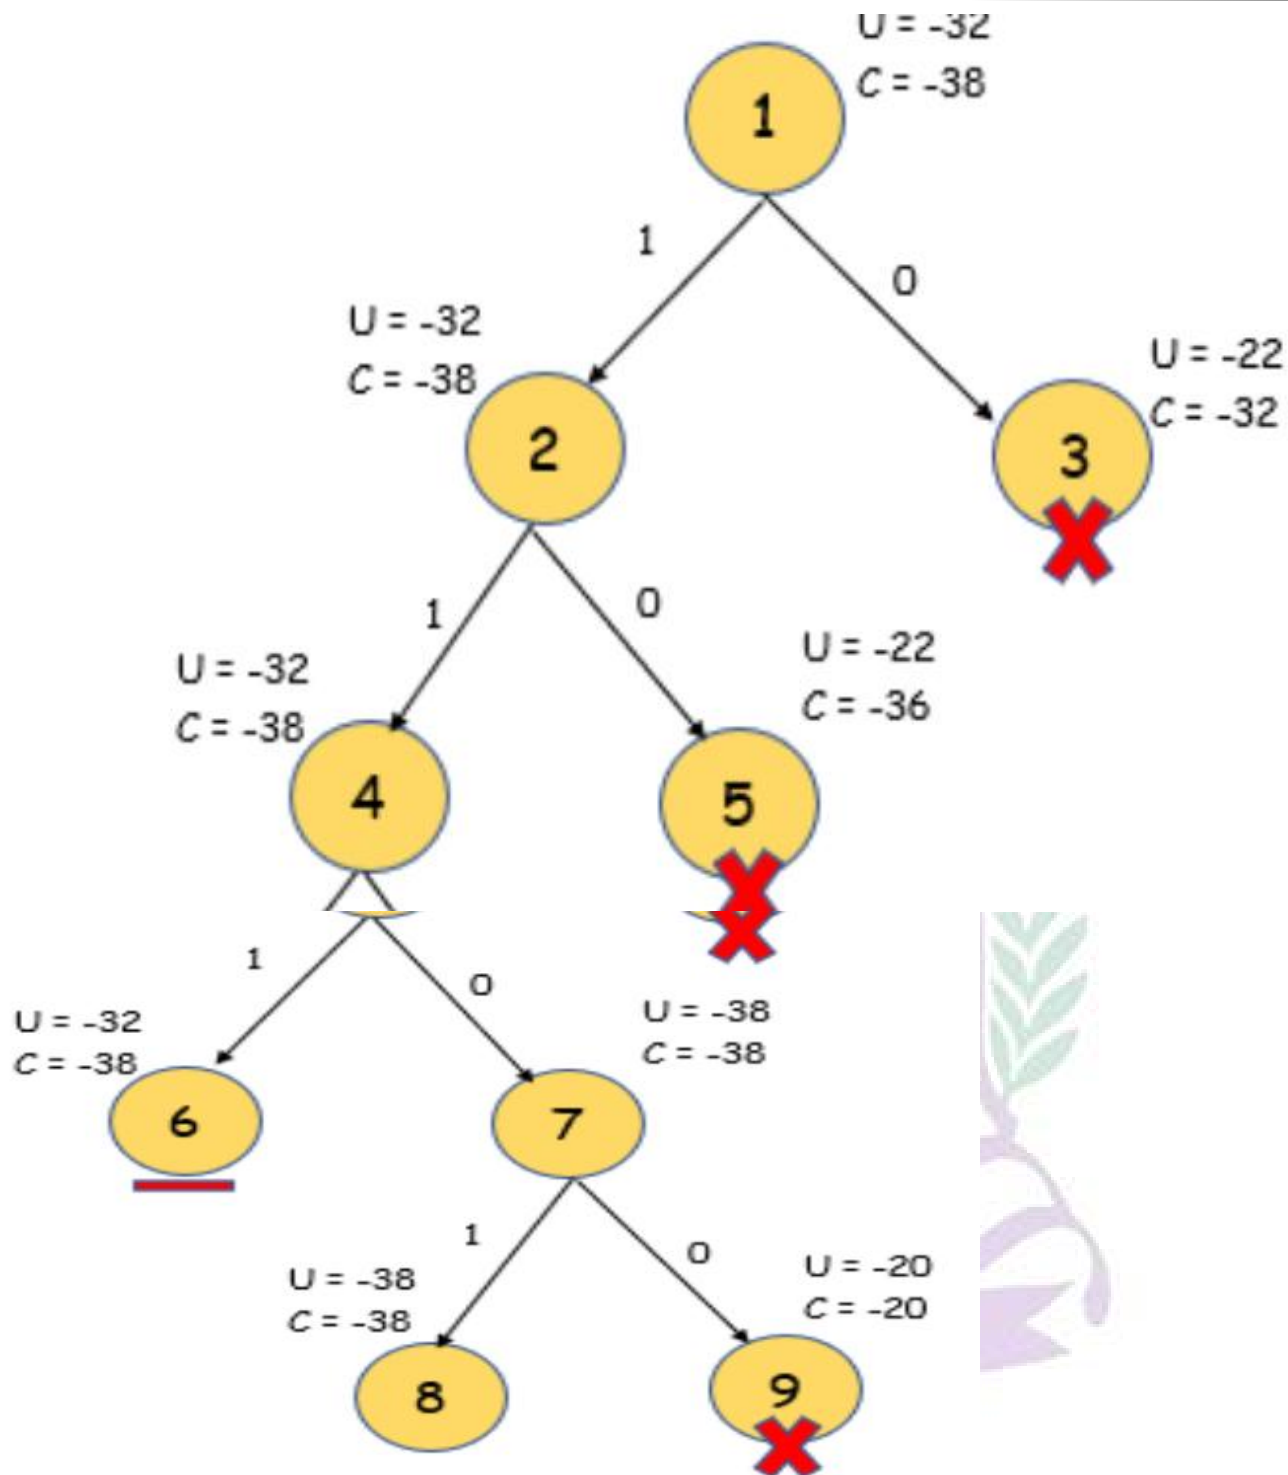 U = -32
C = -38
1
1
0
U = -32
C = -38
2
U = -22
C = -32
3
1
0
U = -32
C = -38
4
U = -22
C = -36
5
1
0
U = -32
C = -38
6
U = -38
C = -38
7
1
0
U = -38
C = -38
8
U = -20
C = -20
9